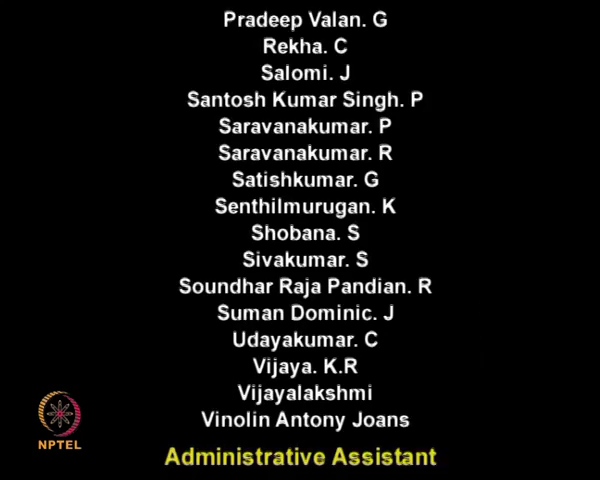 Pradeep Valan. G
Rekha. C
Salomi. J
Santosh Kumar Singh. P
Saravanakumar. P
Saravanakumar. R
Satishkumar. G
Senthilmurugan. K
Shobana. S
Sivakumar. S
Soundhar Raja Pandian. R
Suman Dominic. J
Udayakumar. C
Vijaya. K.R
Vijayalakshmi
Vinolin Antony Joans
NPTEL
Administrative Assistant